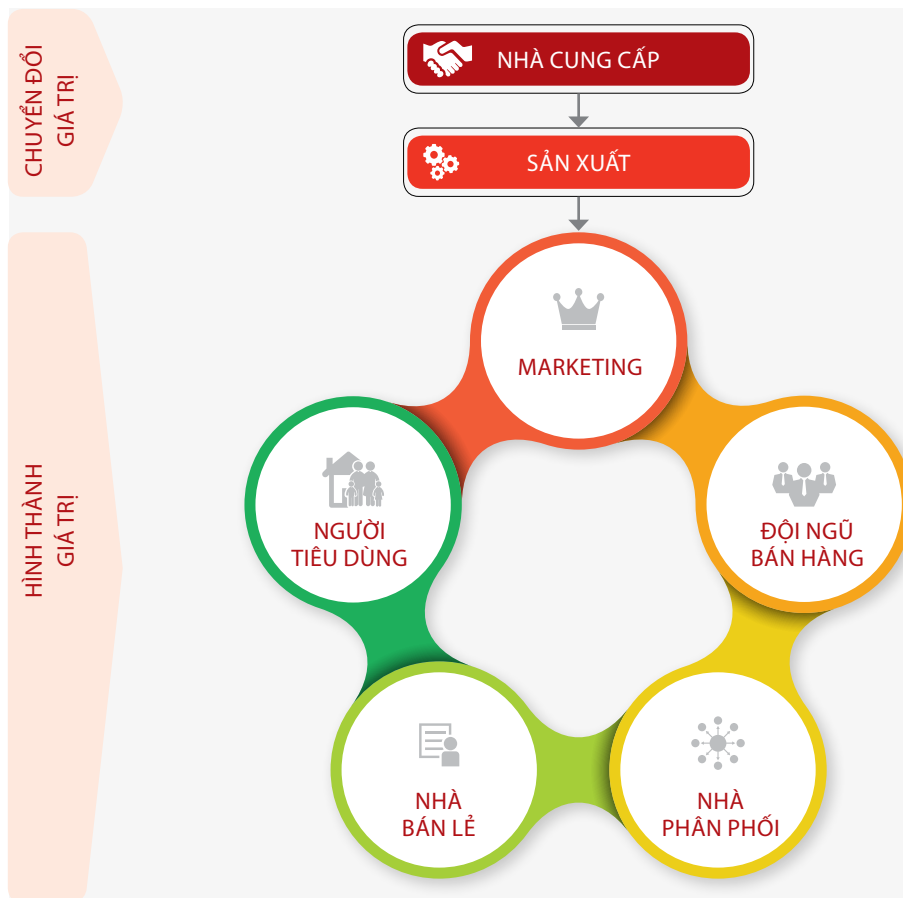 CHUYỂN ĐỔI
GIÁ TRỊ
NHÀ CUNG CẤP
SẢN XUẤT
HÌNH THÀNH
GIÁ TRỊ
MARKETING
NGƯỜI
TIÊU DÙNG
ĐỘI NGŨ
BÁN HÀNG
NHÀ
BÁN LẺ
NHÀ
PHÂN PHỐI